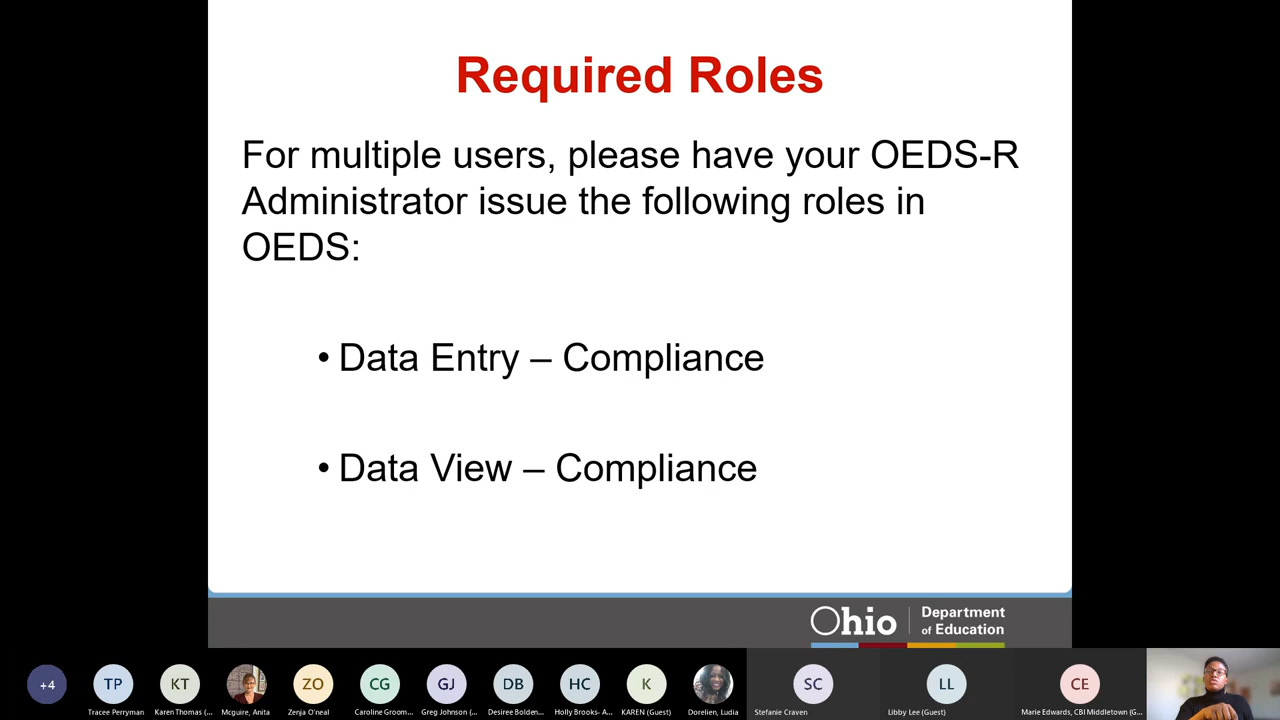 Required Roles
For multiple users, please have your OEDS-R
Administrator issue the following roles in
OEDS:
• Data Entry – Compliance
• Data View – Compliance
Ohio
Department
of Education
+4
TP
KT
ZO
CG
GJ
DB
HC
K
SC
LL
CE
Tracee Perryman
Karen Thomas (...
Mcguire, Anita
Zenja O'neal
Caroline Groom...
Greg Johnson (...
Desiree Bolden...
Holly Brooks- A...
KAREN (Guest)
Dorelien, Ludia
Stefanie Craven
Libby Lee (Guest)
Marie Edwards, CBI Middletown (G...